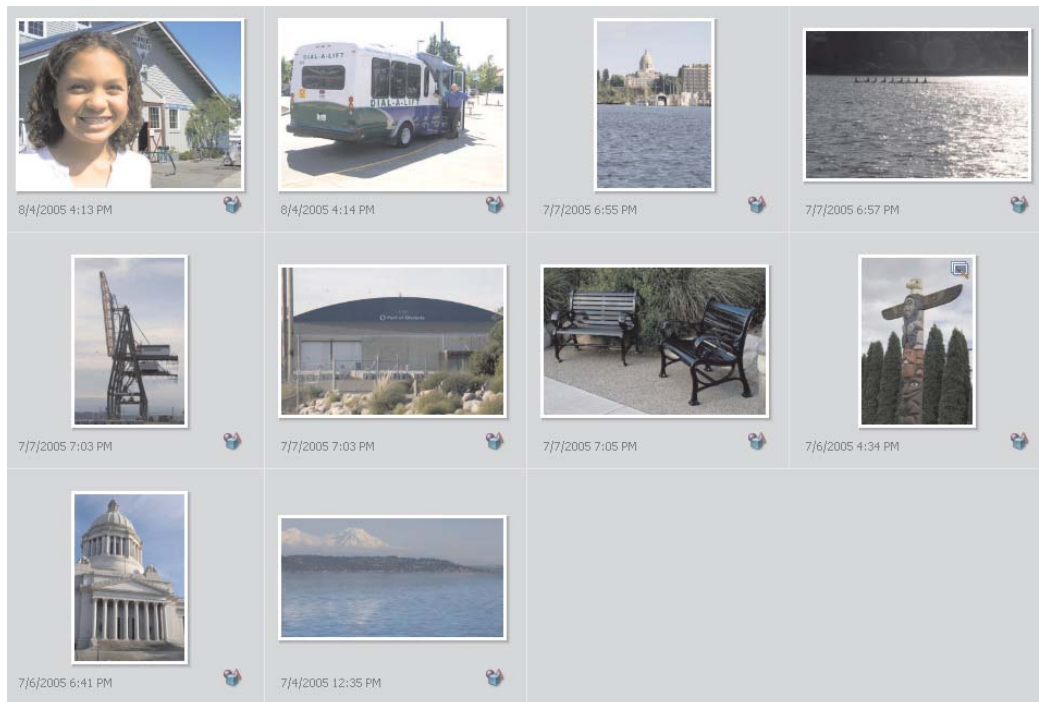 DIAL-A-LIFT
DIAL-A-LIFT
8/4/2005 4:13 PM
8/4/2005 4:14 PM
7/7/2005 6:55 PM
7/7/2005 6:57 PM
Port of Olympia
7/7/2005 7:03 PM
7/7/2005 7:03 PM
7/7/2005 7:05 PM
7/6/2005 4:34 PM
7/6/2005 6:41 PM
7/4/2005 12:35 PM